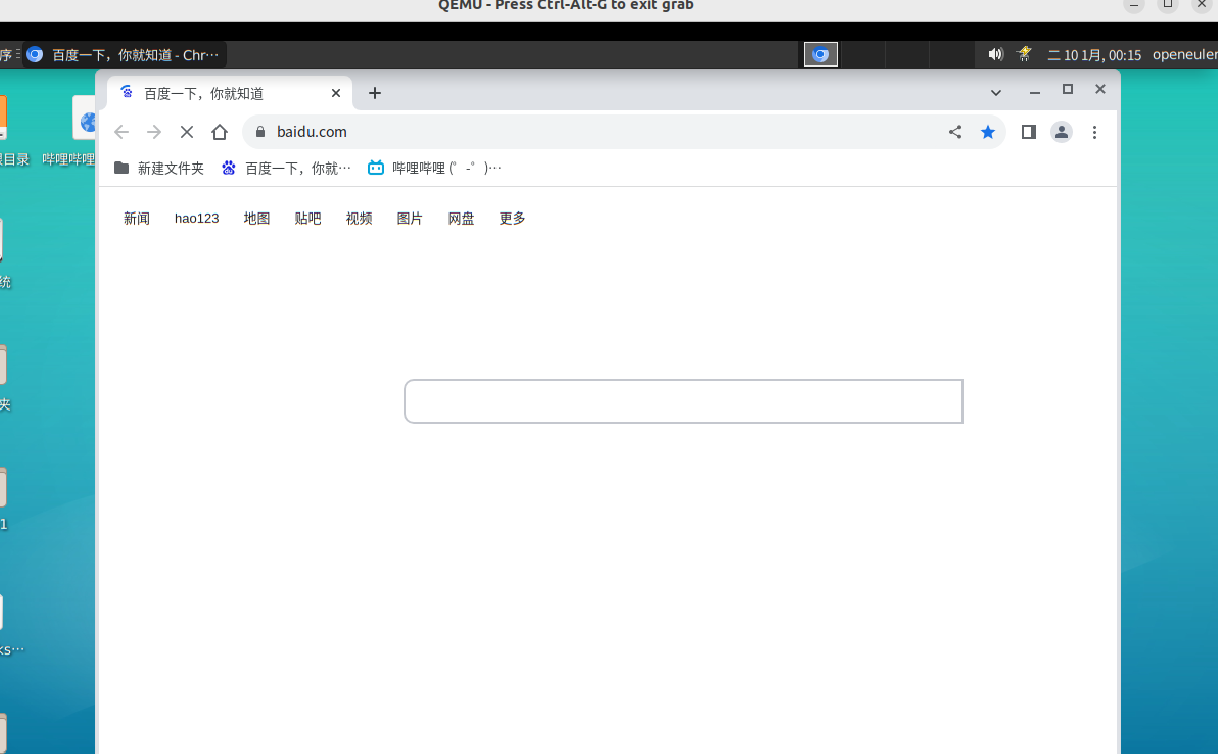 QEMU - Press Ctrl-Alt-G to exit grab
序 百度一下，你就知道 - Chr… 二 10 1月, 00:15 openeuler
百度一下，你就知道
baidu.com
新建文件夹 百度一下，你就… 哔哩哔哩 (゜-゜)…
目录 哔哩哔哩
新闻 hao123 地图 贴吧 视频 图片 网盘 更多
统
夹
1
ks…